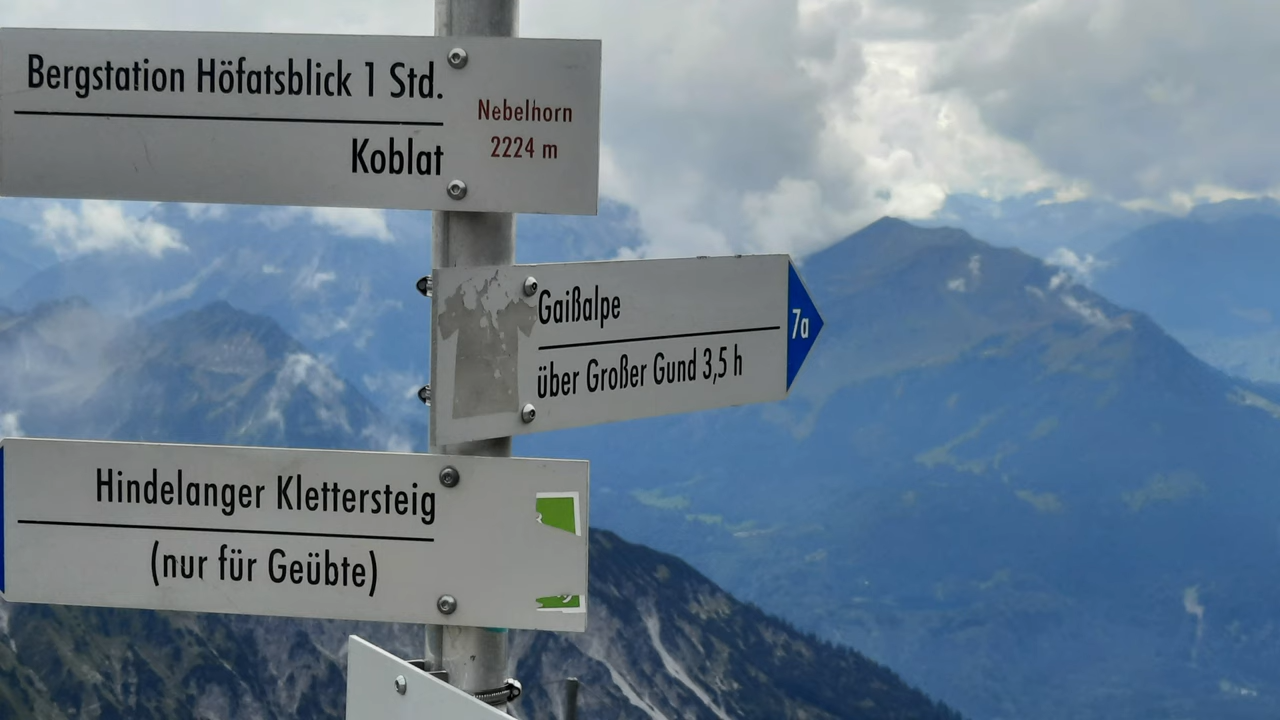 Bergstation Höfatsblick 1 Std.
Koblat
Nebelhorn
2224 m
Gaißalpe
über Großer Gund 3,5 h
7a
Hindelanger Klettersteig
(nur für Geübte)